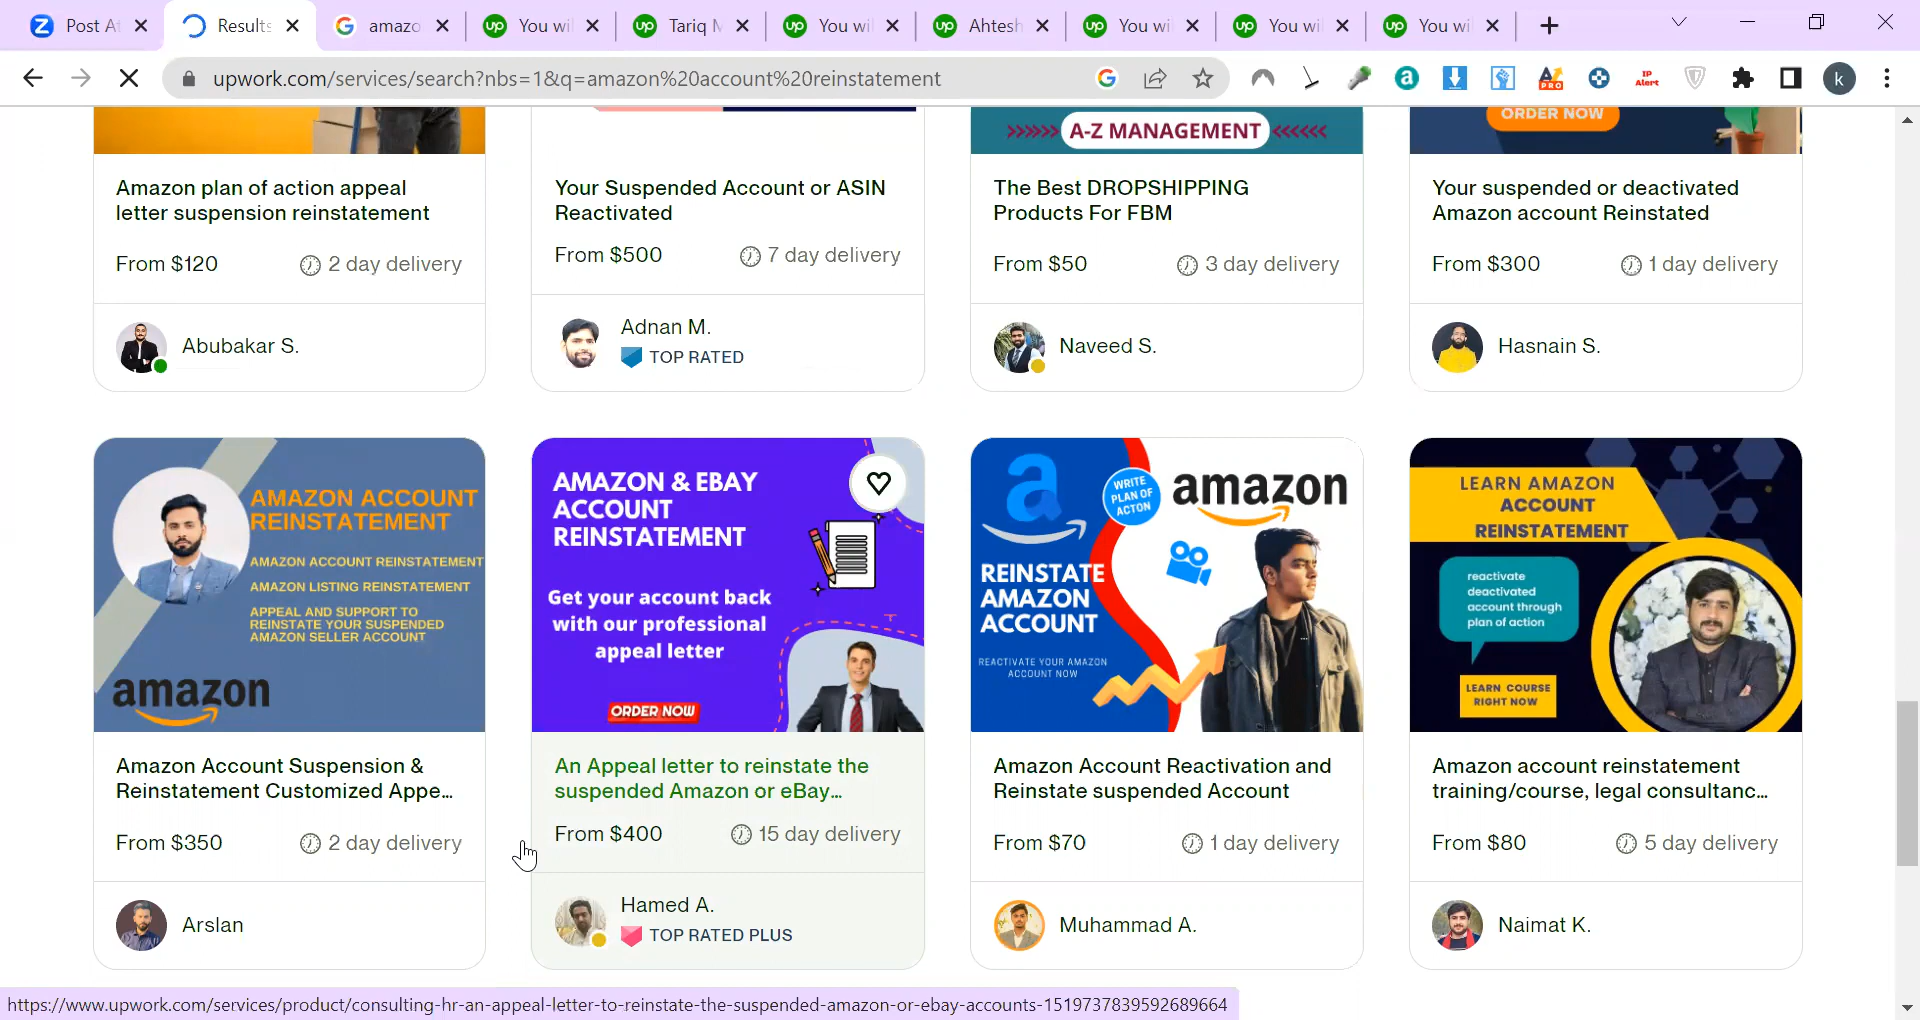 Post A
Results
amazo
You wil
Tariq M
You wil
Ahtesh
You wil
You wil
You wil
upwork.com/services/search?nbs=1&q=amazon%20account%20reinstatement
IP
Alert
PRO
k
A-Z MANAGEMENT
ORDER NOW
Amazon plan of action appeal
letter suspension reinstatement
From $120
2 day delivery
Abubakar S.
Your Suspended Account or ASIN
Reactivated
From $500
7 day delivery
Adnan M.
TOP RATED
The Best DROPSHIPPING
Products For FBM
From $50
3 day delivery
Naveed S.
Your suspended or deactivated
Amazon account Reinstated
From $300
1 day delivery
Hasnain S.
AMAZON ACCOUNT
REINSTATEMENT
AMAZON ACCOUNT REINSTATEMENT
AMAZON LISTING REINSTATEMENT
APPEAL AND SUPPORT TO
REINSTATE YOUR SUSPENDED
AMAZON SELLER ACCOUNT
amazon
Amazon Account Suspension &
Reinstatement Customized Appe...
From $350
2 day delivery
Arslan
AMAZON & EBAY
ACCOUNT
REINSTATEMENT
Get your account back
with our professional
appeal letter
ORDER NOW
An Appeal letter to reinstate the
suspended Amazon or eBay...
From $400
15 day delivery
Hamed A.
TOP RATED PLUS
WRITE
PLAN OF
ACTON
amazon
REINSTATE
AMAZON
ACCOUNT
REACTIVATE YOUR AMAZON
ACCOUNT NOW
Amazon Account Reactivation and
Reinstate suspended Account
From $70
1 day delivery
Muhammad A.
LEARN AMAZON
ACCOUNT
REINSTATEMENT
reactivate
deactivated
account through
plan of action
LEARN COURSE
RIGHT NOW
Amazon account reinstatement
training/course, legal consultanc...
From $80
5 day delivery
Naimat K.
https://www.upwork.com/services/product/consulting-hr-an-appeal-letter-to-reinstate-the-suspended-amazon-or-ebay-accounts-1519737839592689664